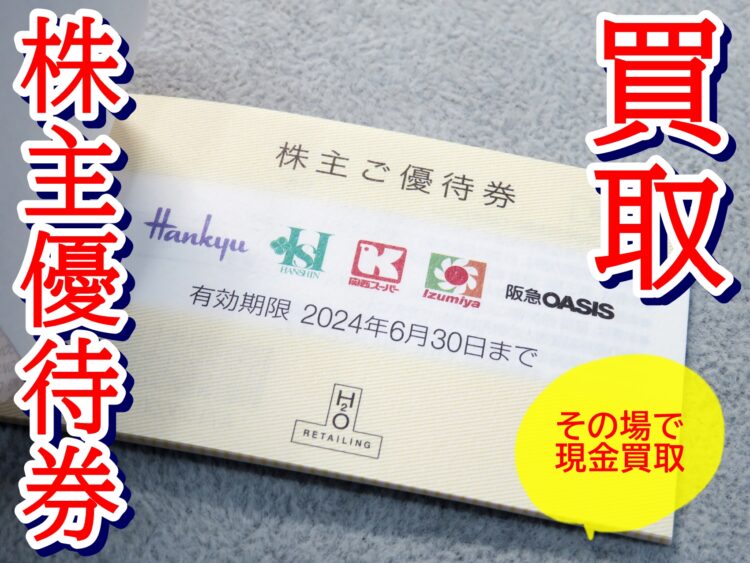 株主優待券
買取
株主ご優待券
Hankyu
HANSHIN
関西スーパー
Izumiya
阪急OASIS
有効期限 2024年6月30日まで
H2O
RETAILING
その場で
現金買取